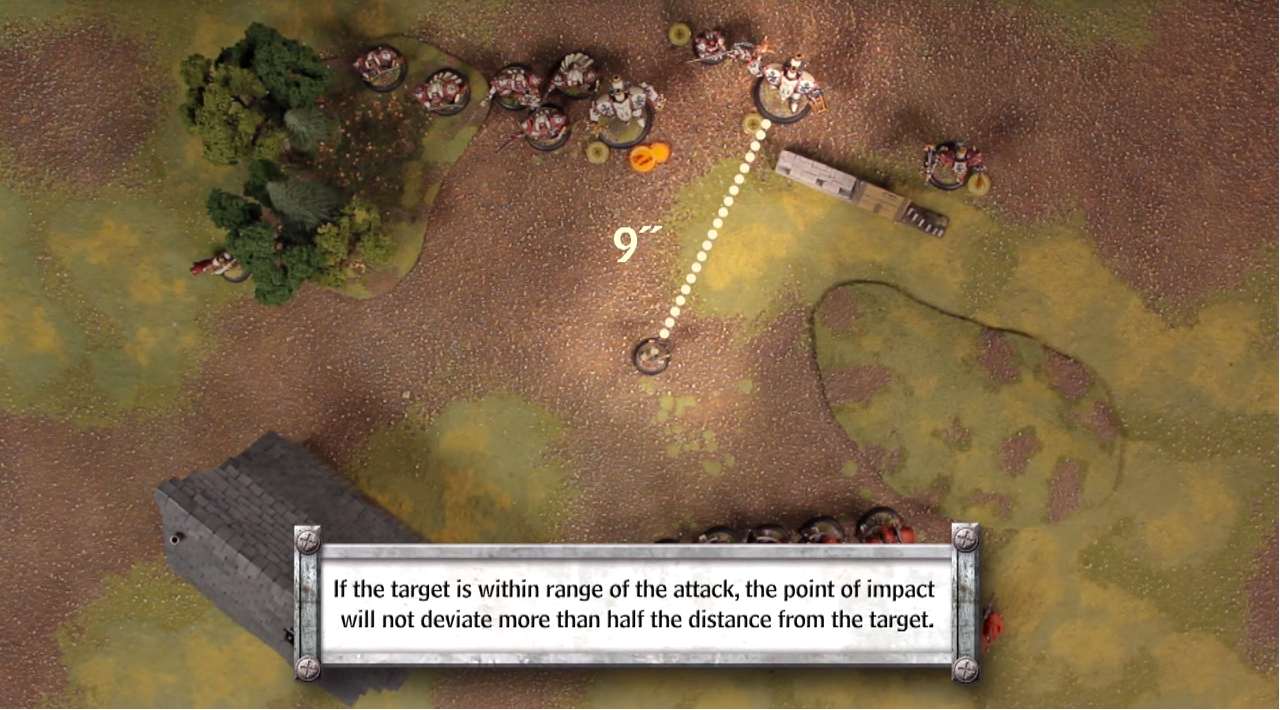 9″
If the target is within range of the attack, the point of impact
will not deviate more than half the distance from the target.